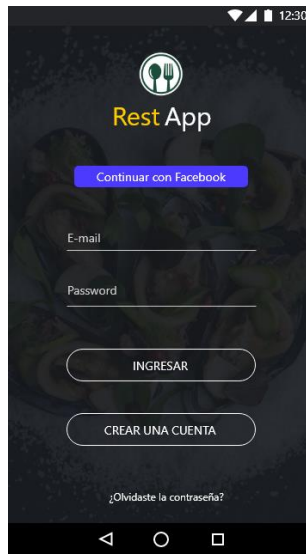 12:30
Rest App
Continuar con Facebook
E-mail
Password
INGRESAR
CREAR UNA CUENTA
¿Olvidaste la contraseña?